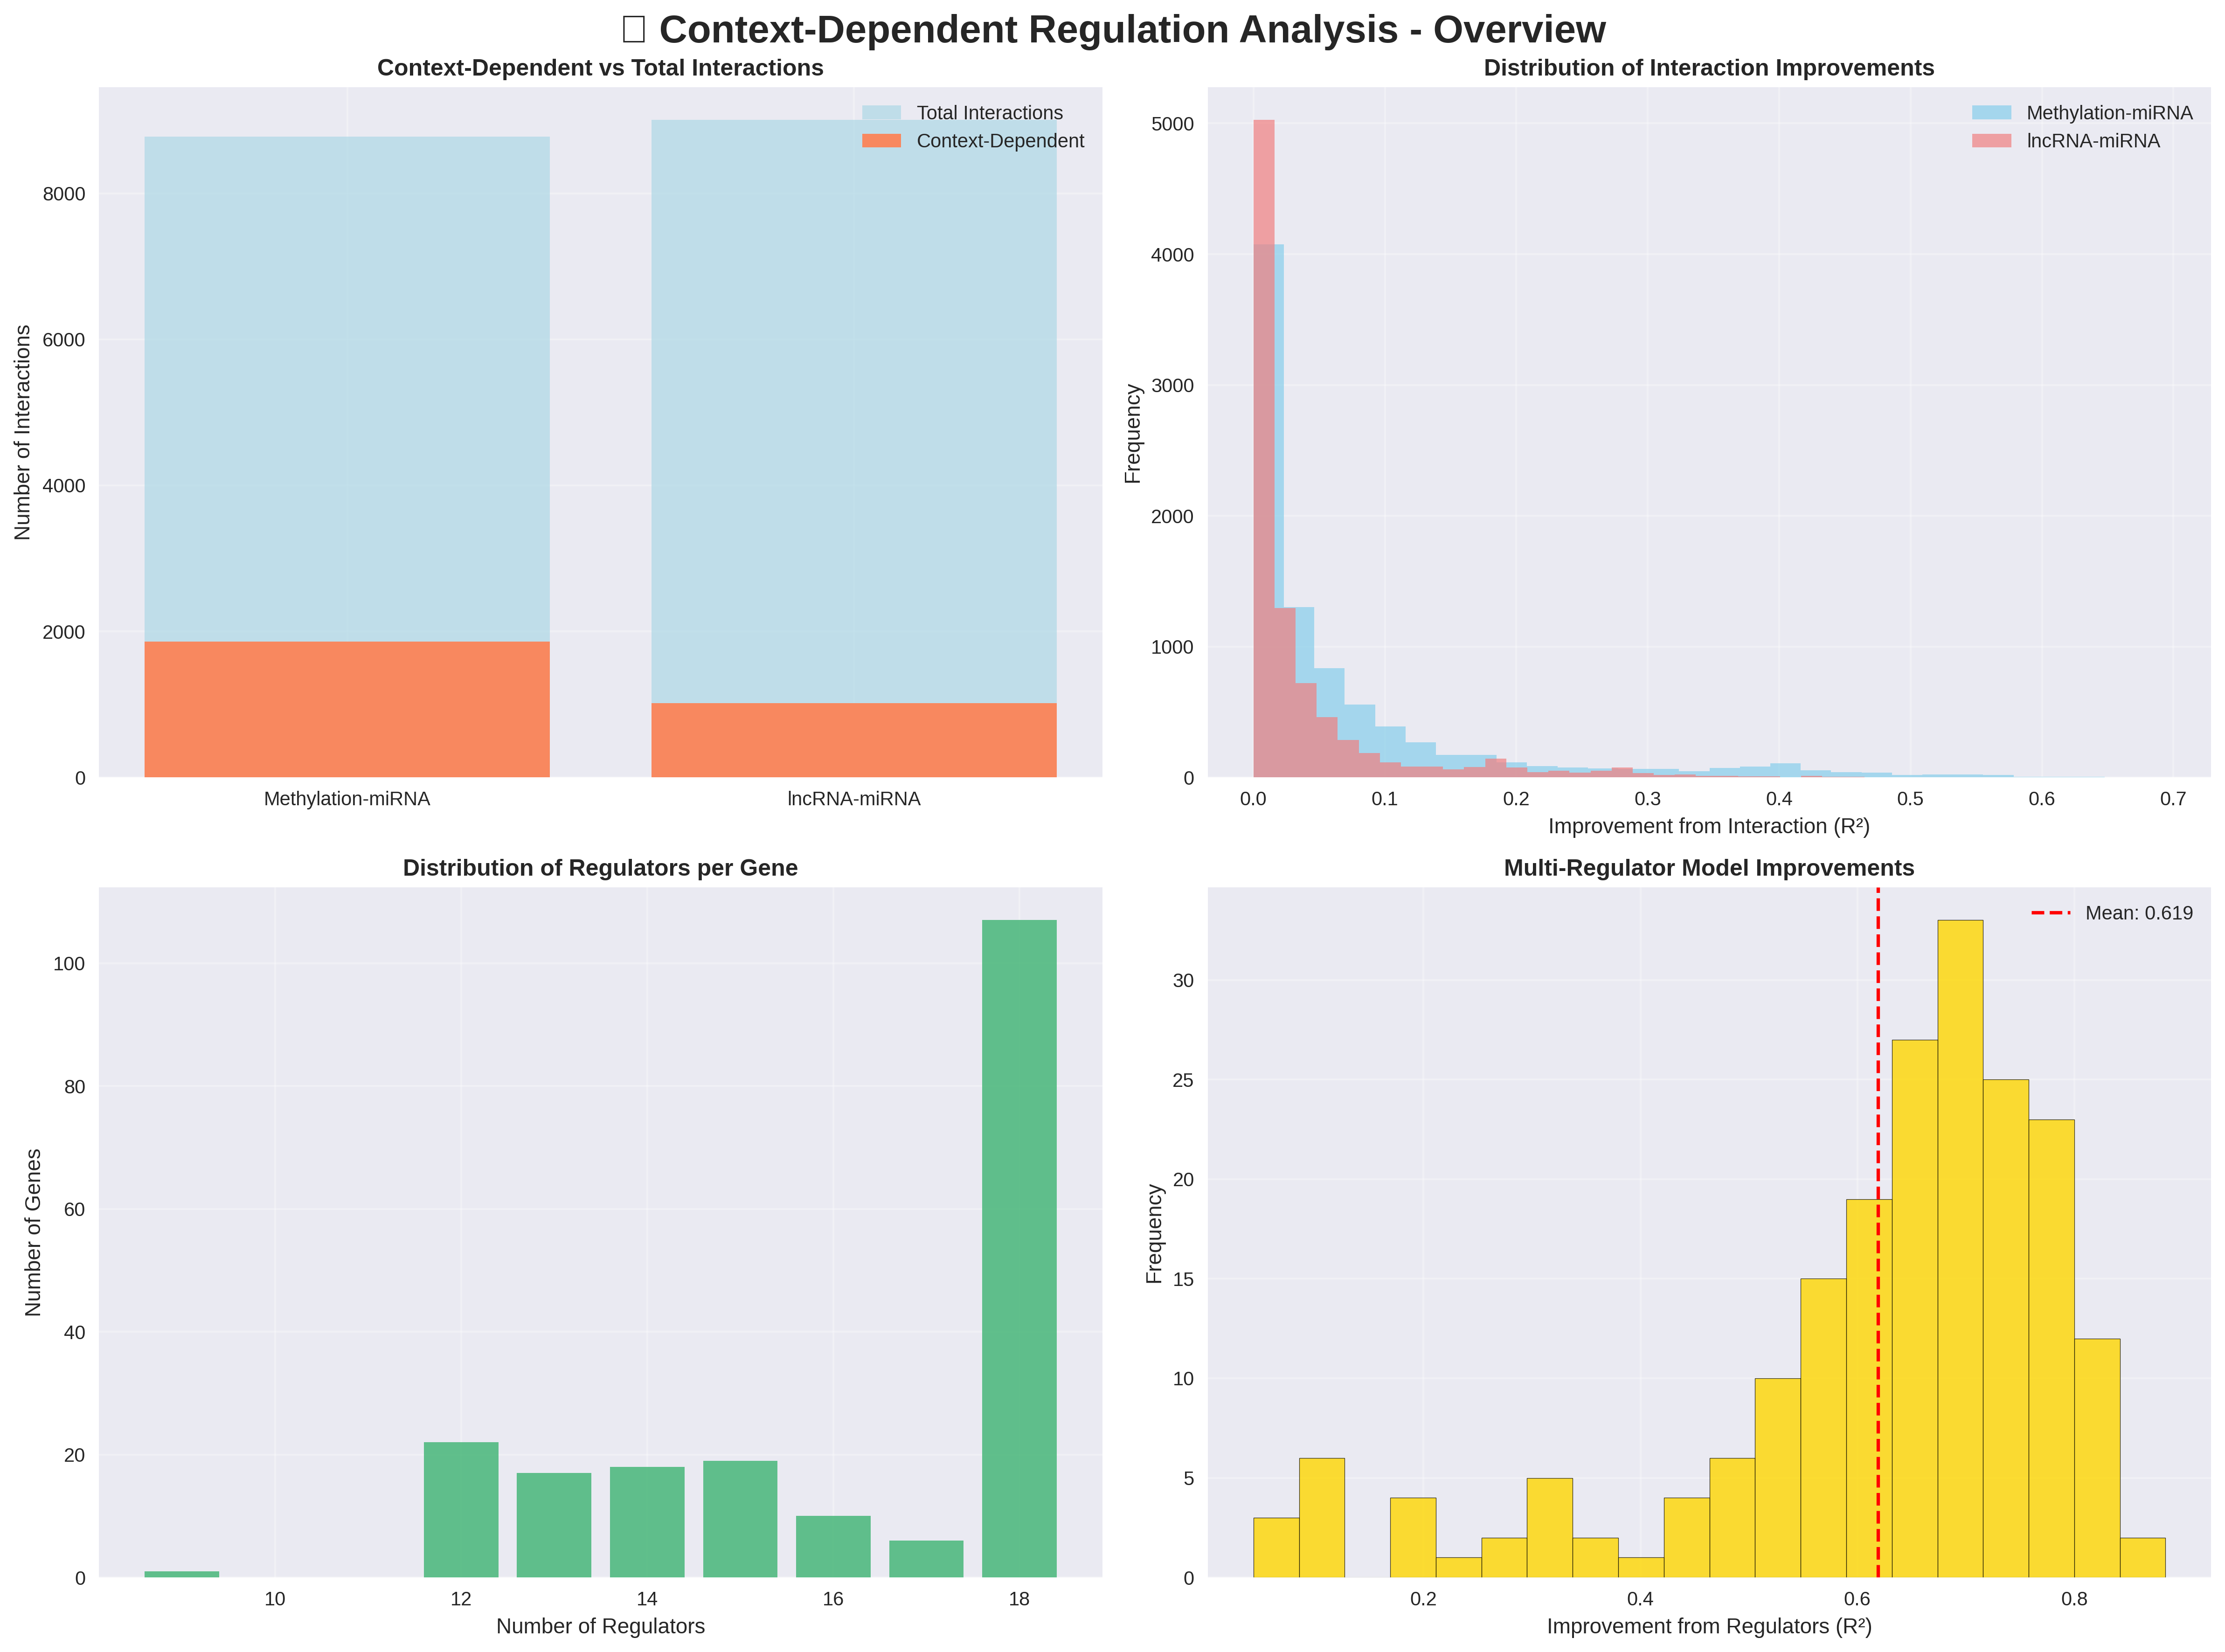 Context-Dependent Regulation Analysis - Overview
Context-Dependent vs Total Interactions
Number of Interactions
8000
6000
4000
2000
0
Total Interactions
Context-Dependent
Methylation-miRNA
lncRNA-miRNA
Distribution of Interaction Improvements
Frequency
5000
4000
3000
2000
1000
0
Methylation-miRNA
lncRNA-miRNA
0.0 0.1 0.2 0.3 0.4 0.5 0.6 0.7
Improvement from Interaction (R²)
Distribution of Regulators per Gene
Number of Genes
100
80
60
40
20
0
10 12 14 16 18
Number of Regulators
Multi-Regulator Model Improvements
Frequency
30
25
20
15
10
5
0
Mean: 0.619
0.2 0.4 0.6 0.8
Improvement from Regulators (R²)